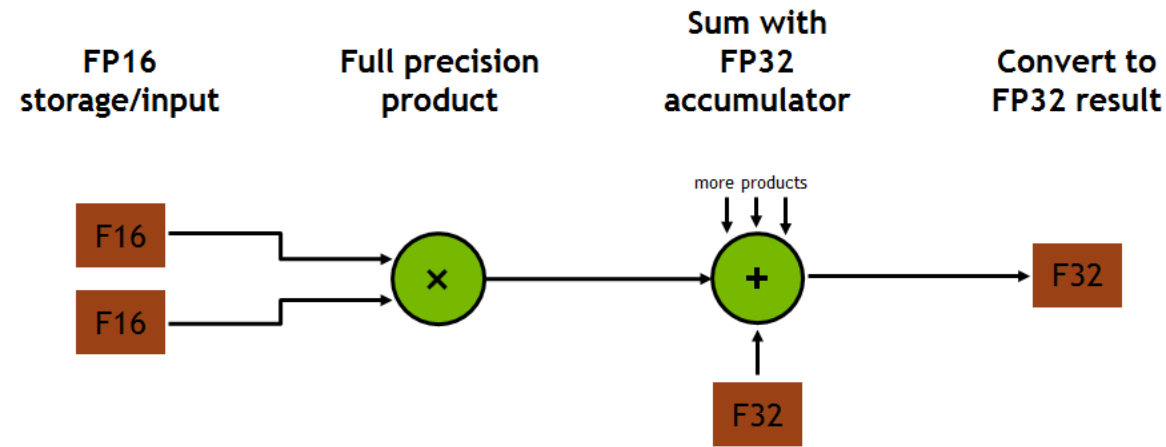 FP16
storage/input
Full precision
product
Sum with
FP32
accumulator
Convert to
FP32 result
more products
F16
F16
×
+
F32
F32